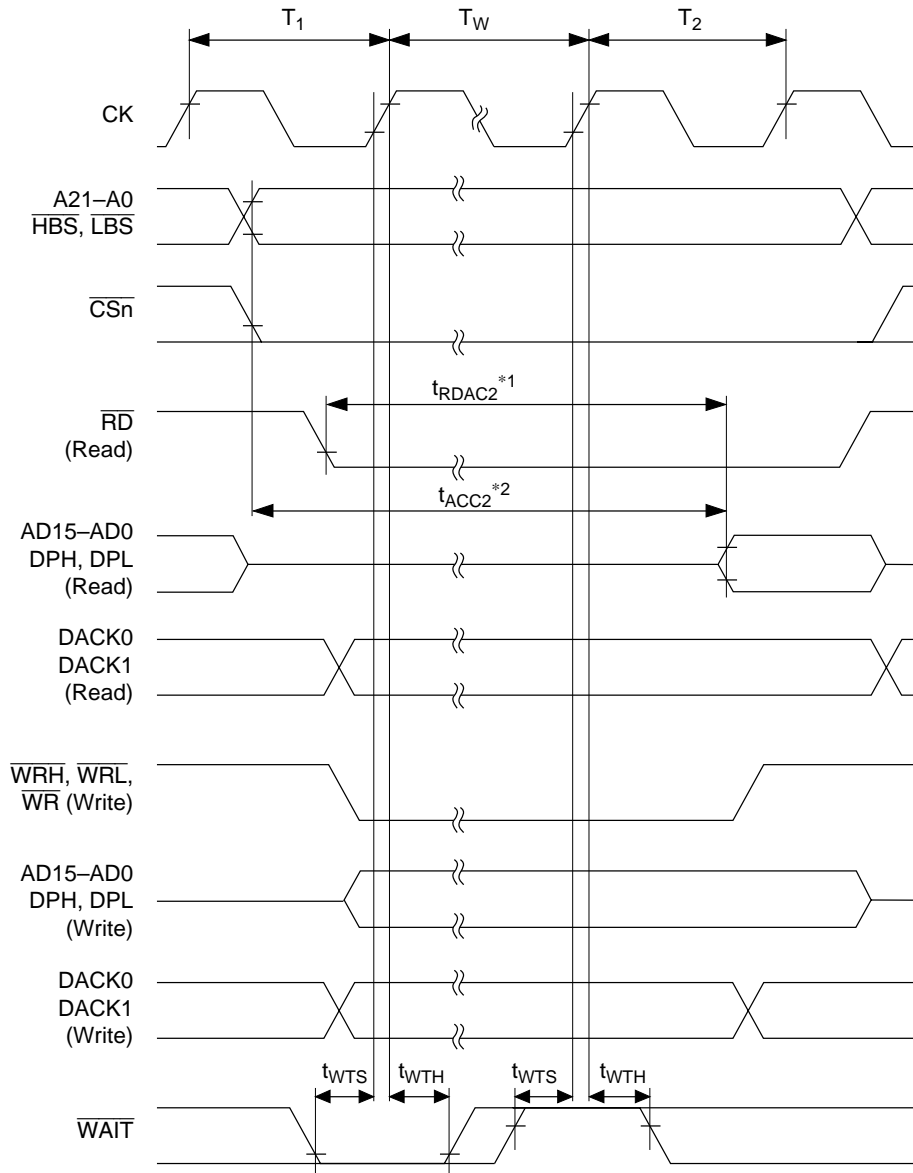 T1 TW T2
CK
A21–A0
HBS, LBS
CSn
tRDAC2*1
RD
(Read)
tACC2*2
AD15–AD0
DPH, DPL
(Read)
DACK0
DACK1
(Read)
WRH, WRL,
WR (Write)
AD15–AD0
DPH, DPL
(Write)
DACK0
DACK1
(Write)
tWTS tWTH tWTS tWTH
WAIT